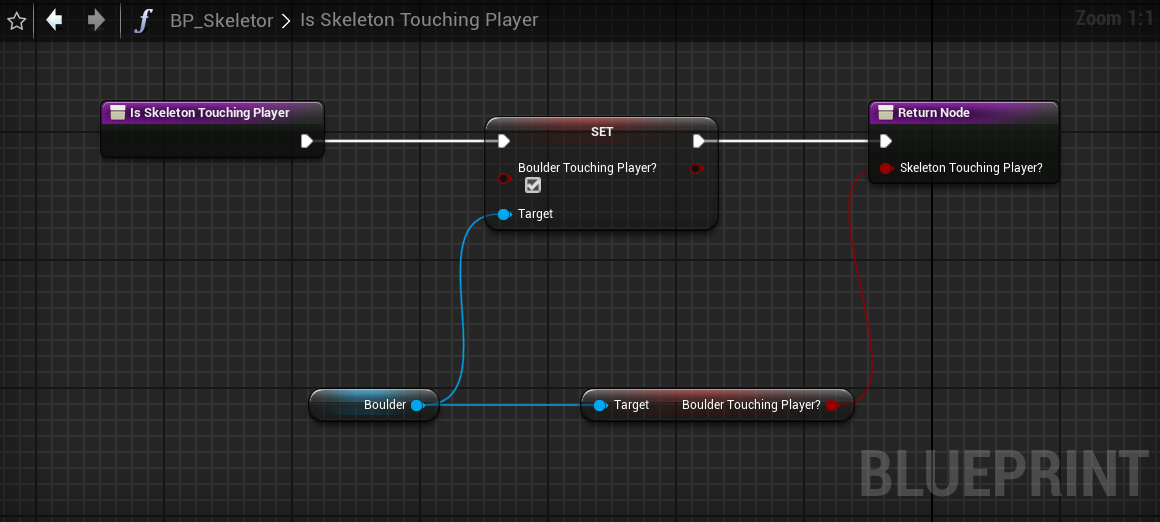 f BP_Skeletor > Is Skeleton Touching Player
Zoom 1:1
Is Skeleton Touching Player
SET
Return Node
Boulder Touching Player?
Skeleton Touching Player?
Target
Boulder
Target Boulder Touching Player?
BLUEPRINT